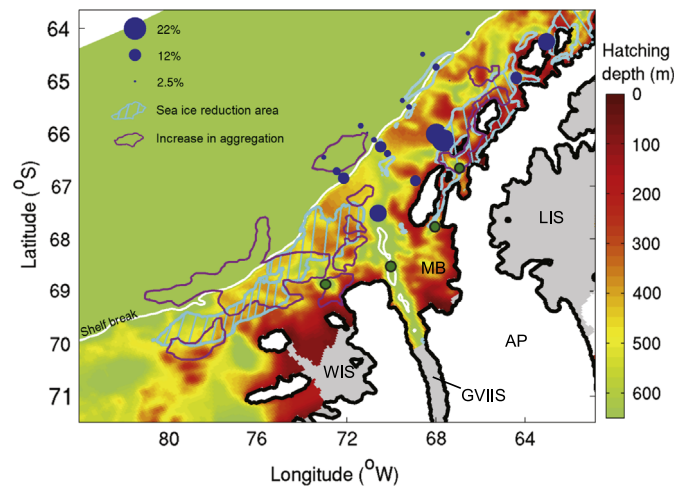 22%
12%
2.5%
Sea ice reduction area
Increase in aggregation
Hatching
depth (m)
0
100
200
300
400
500
600
64
65
66
67
68
69
70
71
Latitude (°S)
Shelf break
LIS
MB
AP
WIS
GVIIS
80
76
72
68
64
Longitude (°W)